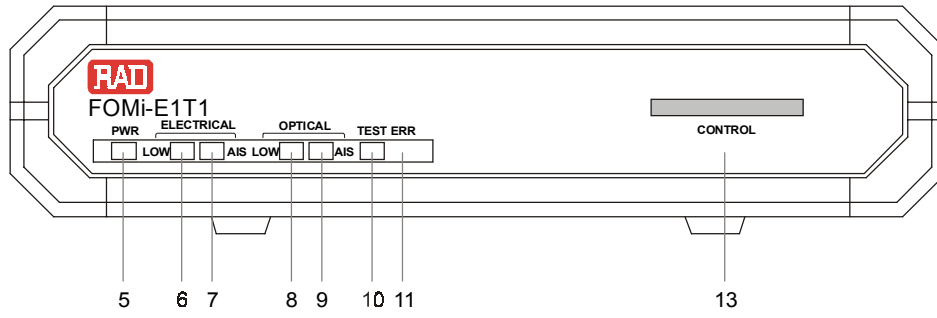 RAD
FOMi-E1T1
PWR ELECTRICAL OPTICAL TEST ERR
LOW AIS LOW AIS
CONTROL
5 6 7 8 9 10 11 13